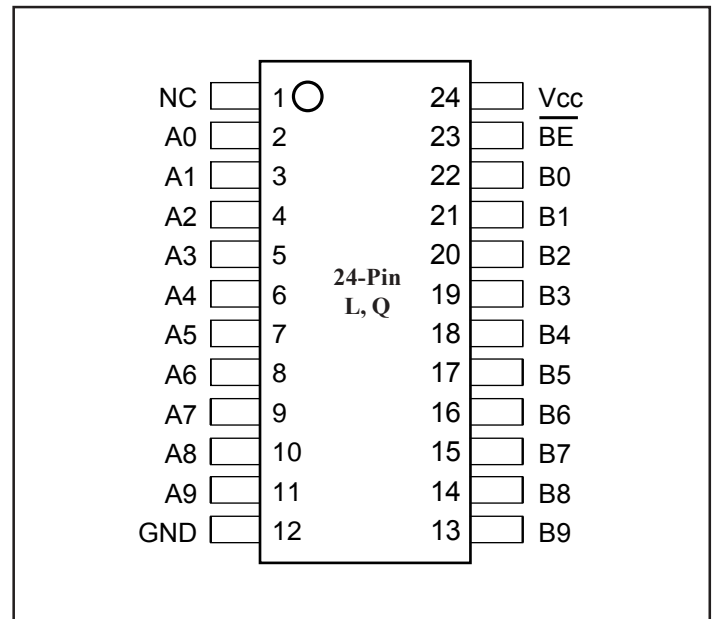 NC 1 24 Vcc
A0 2 23 B̅E̅
A1 3 22 B0
A2 4 21 B1
A3 5 20 B2
24-Pin
A4 6 19 B3
L, Q
A5 7 18 B4
A6 8 17 B5
A7 9 16 B6
A8 10 15 B7
A9 11 14 B8
GND 12 13 B9